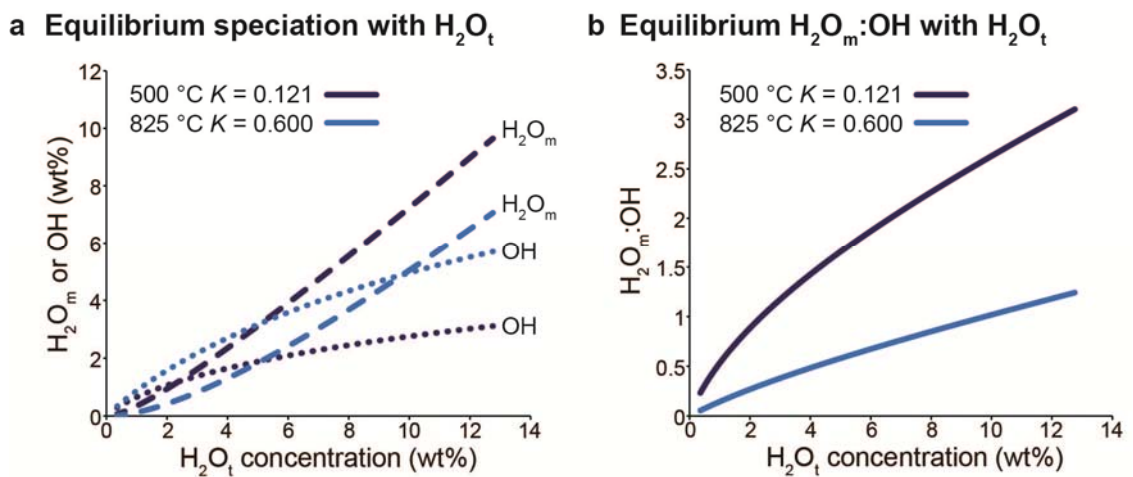 a Equilibrium speciation with H₂Oₜ
12
10
8
6
4
2
0
H₂Oₘ or OH (wt%)
500 °C K = 0.121
825 °C K = 0.600
H₂Oₘ
H₂Oₘ
OH
OH
0 2 4 6 8 10 12 14
H₂Oₜ concentration (wt%)
b Equilibrium H₂Oₘ:OH with H₂Oₜ
3.5
3
2.5
2
1.5
1
0.5
0
H₂Oₘ:OH
500 °C K = 0.121
825 °C K = 0.600
0 2 4 6 8 10 12 14
H₂Oₜ concentration (wt%)